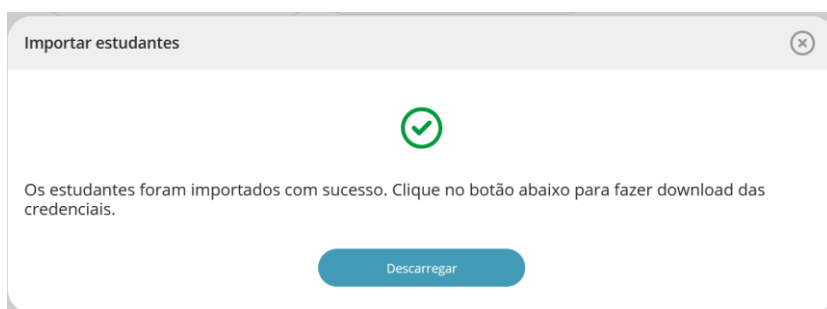 Importar estudantes
Os estudantes foram importados com sucesso. Clique no botão abaixo para fazer download das
credenciais.
Descarregar